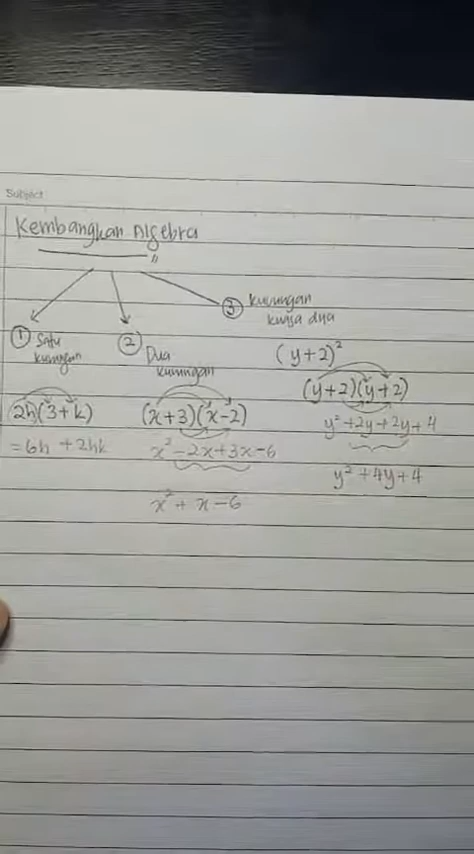 Subject
Kembangkan Algebra
① Satu
kurungan
2h(3+k)
=6h +2hk
② Dua
kurungan
(x+3)(x-2)
x²-2x+3x-6
x²+x-6
③ kurungan
kuasa dua
(y+2)²
(y+2)(y+2)
y²+2y+2y+4
y²+4y+4